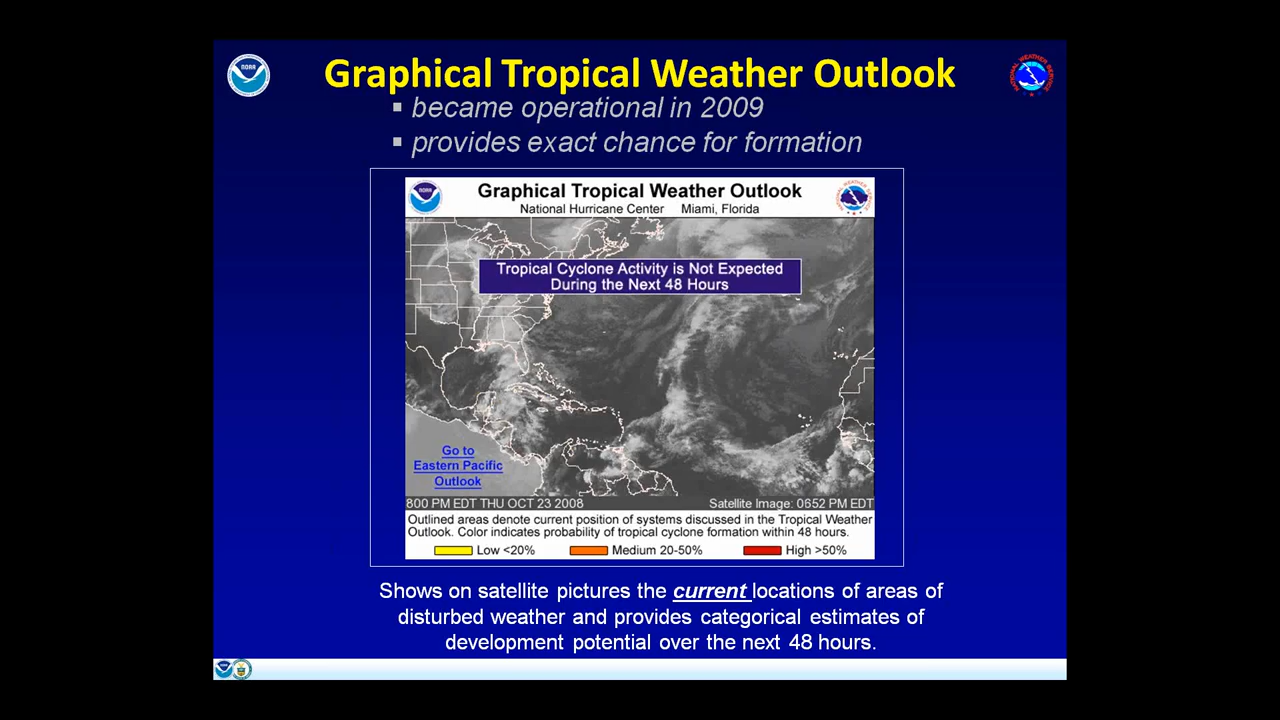 Graphical Tropical Weather Outlook
▪ became operational in 2009
▪ provides exact chance for formation
NOAA
NATIONAL WEATHER SERVICE
NOAA
Graphical Tropical Weather Outlook
National Hurricane Center Miami, Florida
Tropical Cyclone Activity is Not Expected
During the Next 48 Hours
Go to
Eastern Pacific
Outlook
800 PM EDT THU OCT 23 2008 Satellite Image: 0652 PM EDT
Outlined areas denote current position of systems discussed in the Tropical Weather
Outlook. Color indicates probability of tropical cyclone formation within 48 hours.
Low <20% Medium 20-50% High >50%
Shows on satellite pictures the current locations of areas of
disturbed weather and provides categorical estimates of
development potential over the next 48 hours.